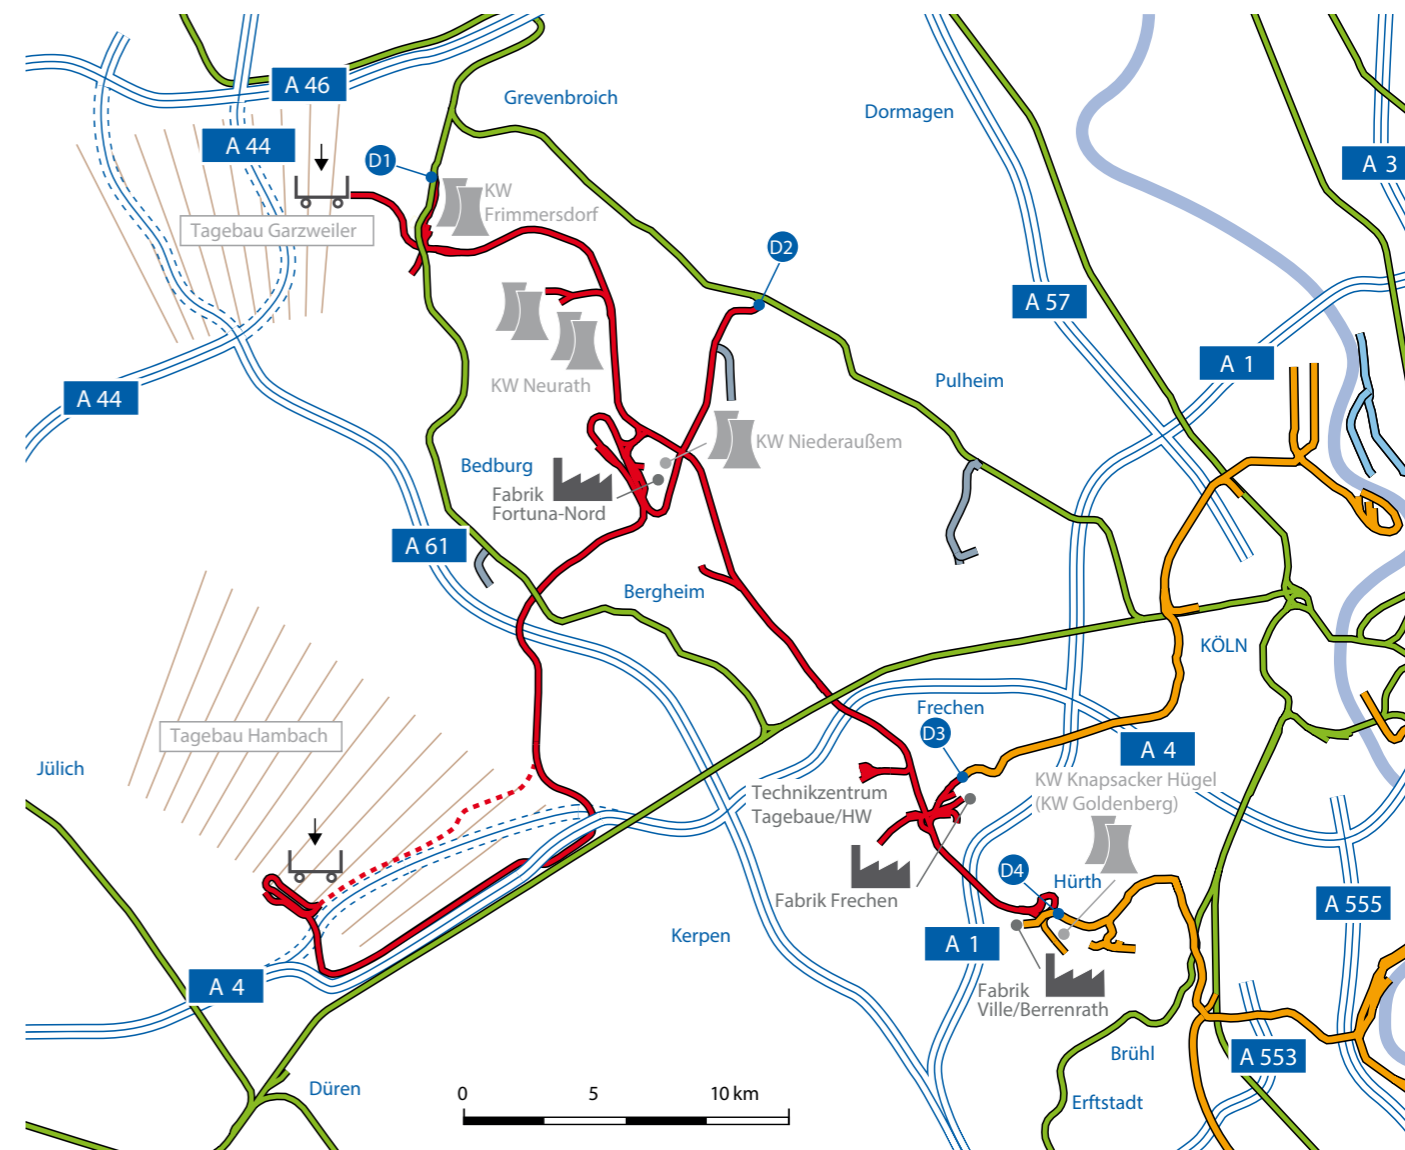 A 46
Grevenbroich
Dormagen
A 44
D1
A 3
KW
Frimmersdorf
Tagebau Garzweiler
D2
A 57
A 1
KW Neurath
Pulheim
A 44
KW Niederaußem
Bedburg
Fabrik
Fortuna-Nord
A 61
Bergheim
KÖLN
Frechen
D3
Tagebau Hambach
A 4
Jülich
KW Knapsacker Hügel
(KW Goldenberg)
Technikzentrum
Tagebaue/HW
D4
Hürth
Fabrik Frechen
A 555
Kerpen
A 1
A 4
Fabrik
Ville/Berrenrath
Brühl
A 553
Düren
0 5 10 km
Erftstadt